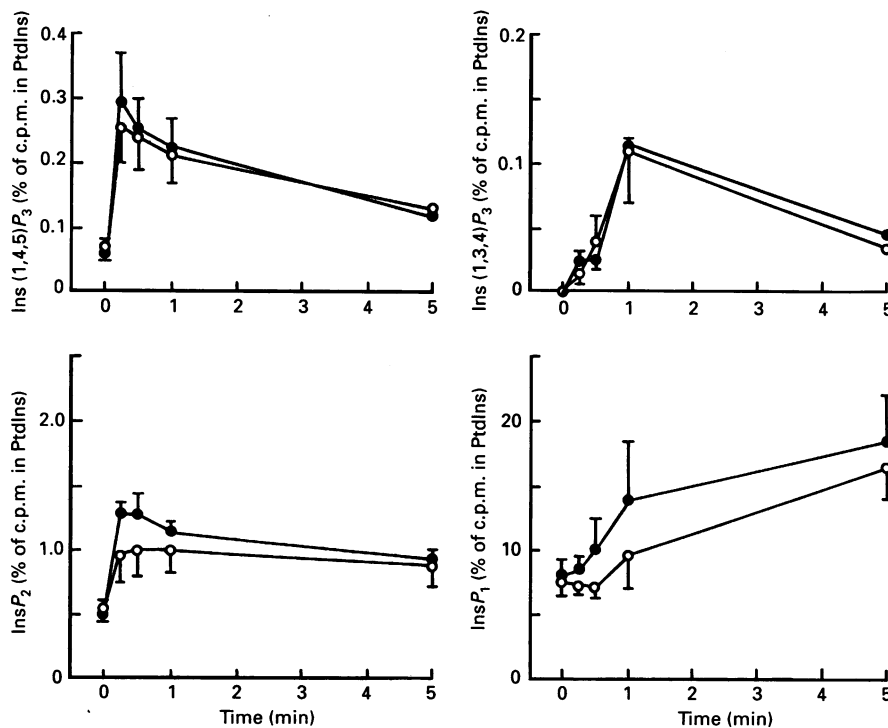 Ins (1,4,5)P3 (% of c.p.m. in PtdIns)
0.4
0.3
0.2
0.1
0
0 1 2 3 4 5
Ins (1,3,4)P3 (% of c.p.m. in PtdIns)
0.2
0.1
0
0 1 2 3 4 5
InsP2 (% of c.p.m. in PtdIns)
2.0
1.0
0
0 1 2 3 4 5
Time (min)
InsP1 (% of c.p.m. in PtdIns)
20
10
0
0 1 2 3 4 5
Time (min)